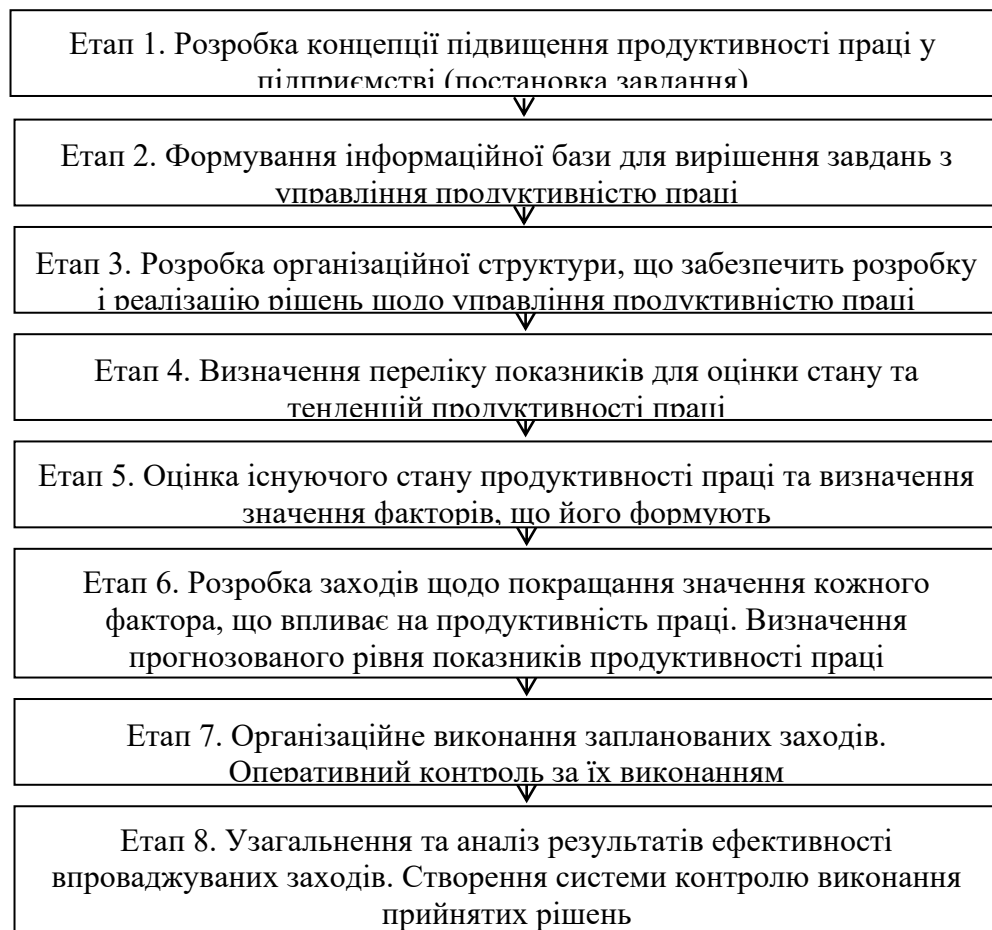 Етап 1. Розробка концепції підвищення продуктивності праці у
підприємстві (постановка завдання)
Етап 2. Формування інформаційної бази для вирішення завдань з
управління продуктивністю праці
Етап 3. Розробка організаційної структури, що забезпечить розробку
і реалізацію рішень щодо управління продуктивністю праці
Етап 4. Визначення переліку показників для оцінки стану та
тенденцій продуктивності праці
Етап 5. Оцінка існуючого стану продуктивності праці та визначення
значення факторів, що його формують
Етап 6. Розробка заходів щодо покращання значення кожного
фактора, що впливає на продуктивність праці. Визначення
прогнозованого рівня показників продуктивності праці
Етап 7. Організаційне виконання запланованих заходів.
Оперативний контроль за їх виконанням
Етап 8. Узагальнення та аналіз результатів ефективності
впроваджуваних заходів. Створення системи контролю виконання
прийнятих рішень